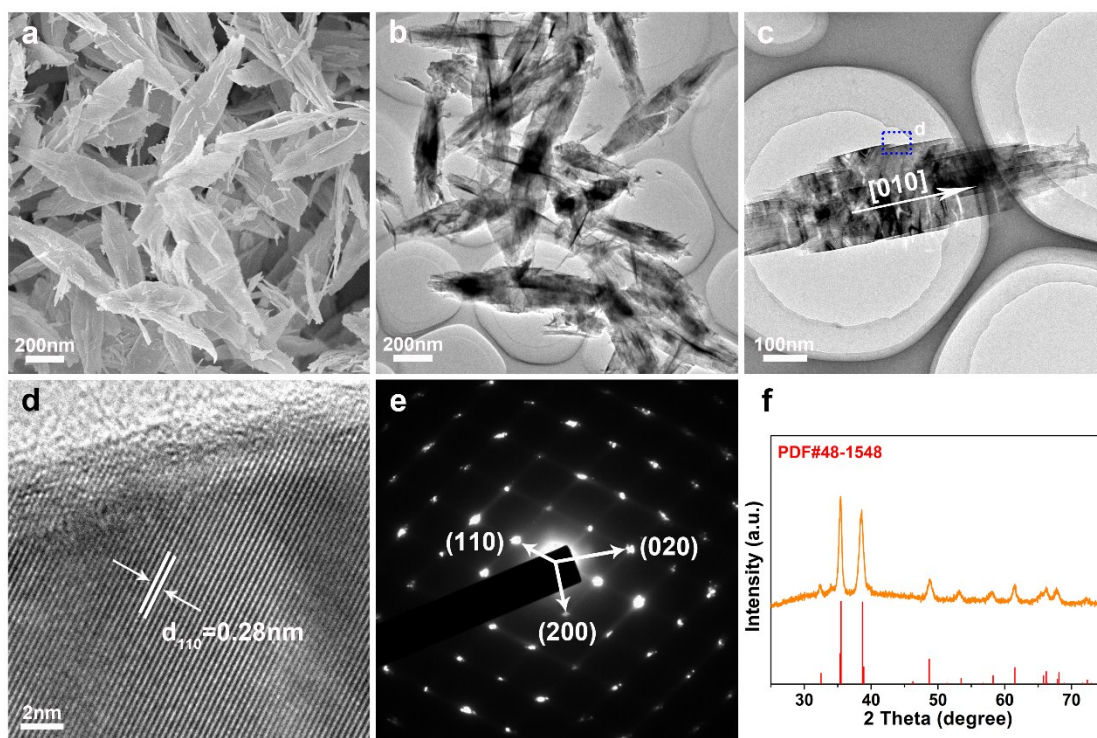 a
200nm
b
200nm
c
d
[010]
100nm
d
d110=0.28nm
2nm
e
(110)
(020)
(200)
f
PDF#48-1548
Intensity (a.u.)
30 40 50 60 70
2 Theta (degree)